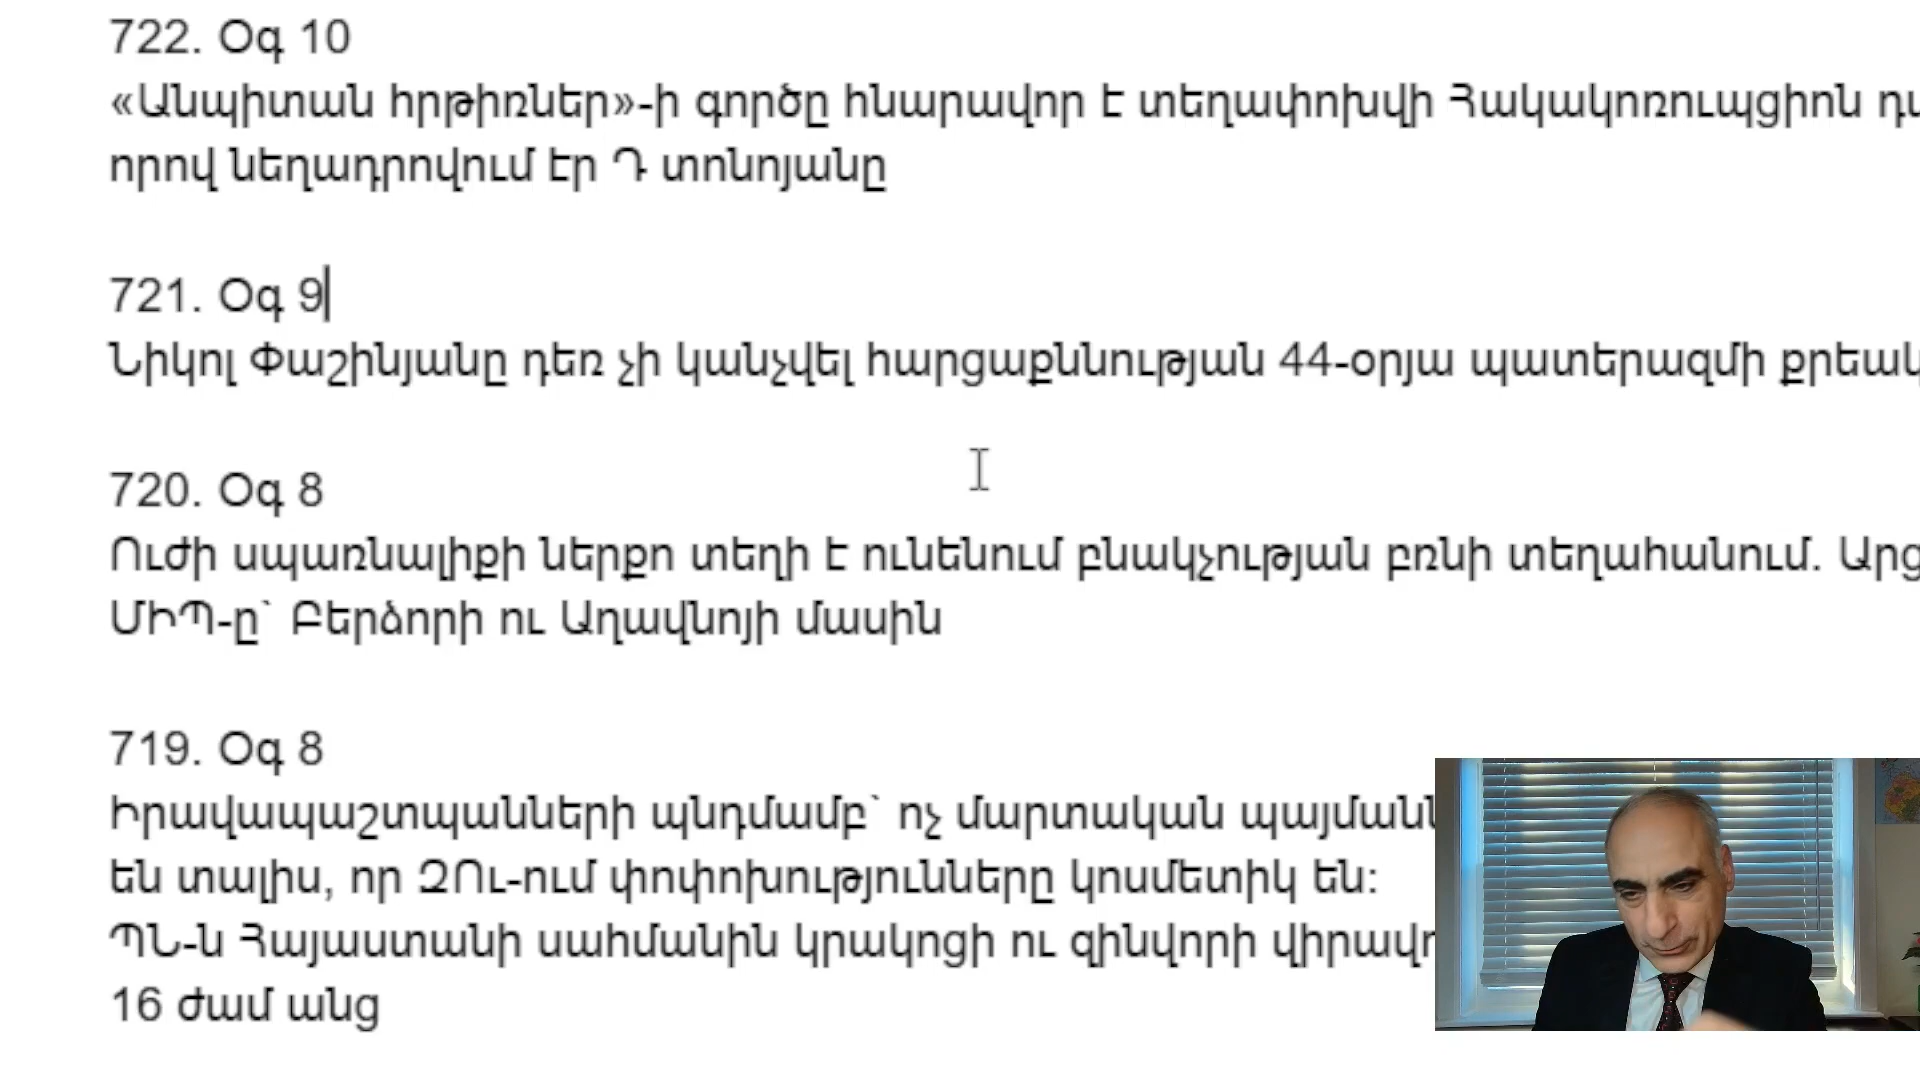 722. Օգ 10
«Անպիտան հրթիռներ»-ի գործը հնարավոր է տեղափոխվի Հակակոռուպցիոն
որով նեղադրովում էր Դ տոնոյանը
721. Օգ 9
Նիկոլ Փաշինյանը դեռ չի կանչվել հարցաքննության 44-օրյա պատերազմի
720. Օգ 8
Ուժի սպառնալիքի ներքո տեղի է ունենում բնակչության բռնի տեղահանում.
ՄԻՊ-ը՝ Բերձորի ու Աղավնոյի մասին
719. Օգ 8
Իրավապաշտպանների պնդմամբ՝ ոչ մարտական
են տալիս, որ ԶՈւ-ում փոփոխությունները կոսմետիկ են։
ՊՆ-ն Հայաստանի սահմանին կրակոցի ու զինվորի
16 ժամ անց